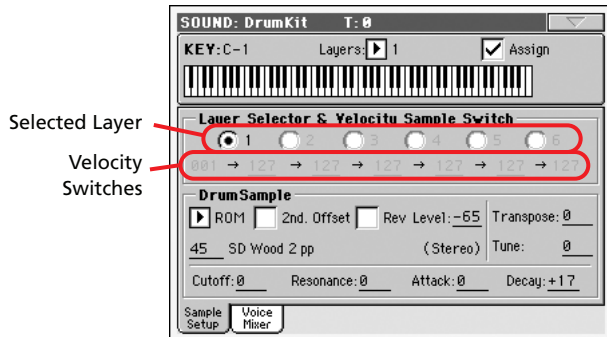 SOUND: DrumKit T: 0
KEY:C-1 Layers: 1 Assign
Layer Selector & Velocity Sample Switch
Selected Layer
1 2 3 4 5 6
Velocity Switches
001 → 127 → 127 → 127 → 127 → 127 → 127
DrumSample
ROM 2nd. Offset Rev Level:-65 Transpose:0
45 SD Wood 2 pp (Stereo) Tune: 0
Cutoff:0 Resonance:0 Attack:0 Decay:+17
Sample Setup
Voice Mixer